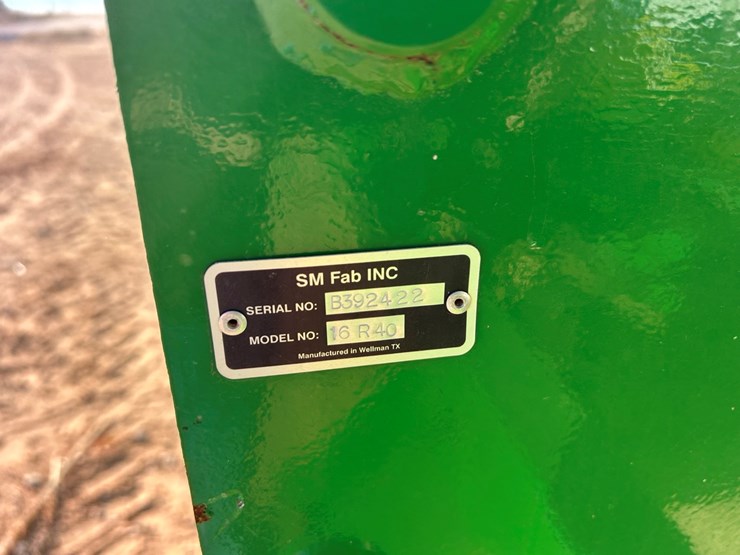 SM Fab INC
SERIAL NO: B392422
MODEL NO: 16 R40
Manufactured in Wellman TX